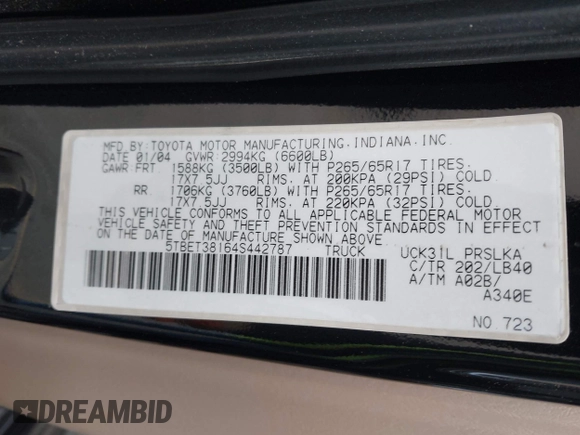 MFD.BY:TOYOTA MOTOR MANUFACTURING.INDIANA.INC.
DATE 01/04 GVWR 2994KG (6600LB)
GAWR FRT. 1588KG (3500LB) WITH P265/65R17 TIRES.
17X7.5JJ RIMS. AT 200KPA (29PSI) COLD.
RR. 1706KG (3760LB) WITH P265/65R17 TIRES.
17X7.5JJ RIMS. AT 220KPA (32PSI) COLD.
THIS VEHICLE CONFORMS TO ALL APPLICABLE FEDERAL MOTOR
VEHICLE SAFETY AND THEFT PREVENTION STANDARDS IN EFFECT
ON THE DATE OF MANUFACTURE SHOWN ABOVE.
5TBET38164S442787 TRUCK UCK31L PRSLKA
C/TR 202/LB40
A/TM A02B/
A340E
NO 723
DREAMBID